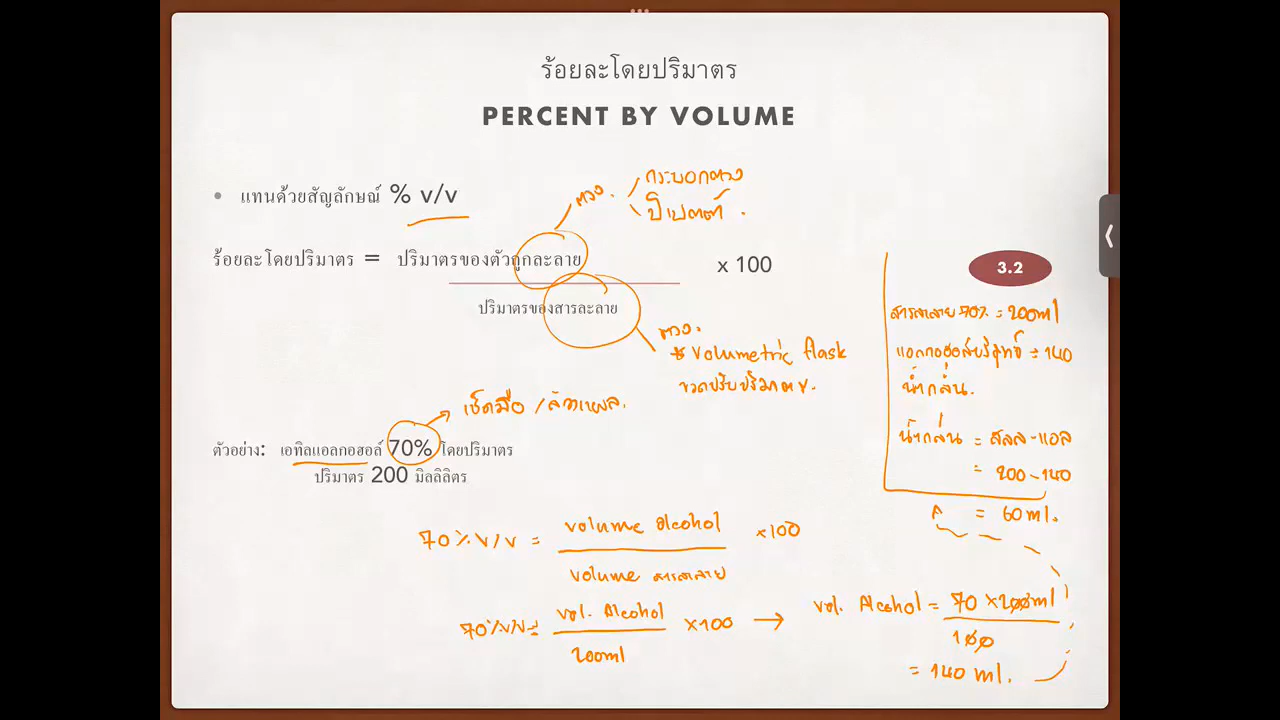 ร้อยละโดยปริมาตร
PERCENT BY VOLUME
• แทนด้วยสัญลักษณ์ % v/v
ตวง
กระบอกตวง
ปิเปตต์
ร้อยละโดยปริมาตร = ปริมาตรของตัวถูกละลาย
x 100
ปริมาตรของสารละลาย
ตวง
* Volumetric flask
ขวดปรับปริมาตร
3.2
สารละลาย 70% = 200ml
แอลกอฮอล์บริสุทธิ์ = 140
น้ำกลั่น
น้ำกลั่น = สลล - แอล
= 200 - 140
= 60 ml.
เช็ดมือ / ล้างแผล
ตัวอย่าง: เอทิลแอลกอฮอล์ 70% โดยปริมาตร
ปริมาตร 200 มิลลิลิตร
70% v/v = volume alcohol x100
volume สารละลาย
70% v/v = vol. Alcohol x100 → vol. Alcohol = 70 x 200ml
200ml
100
= 140 ml.